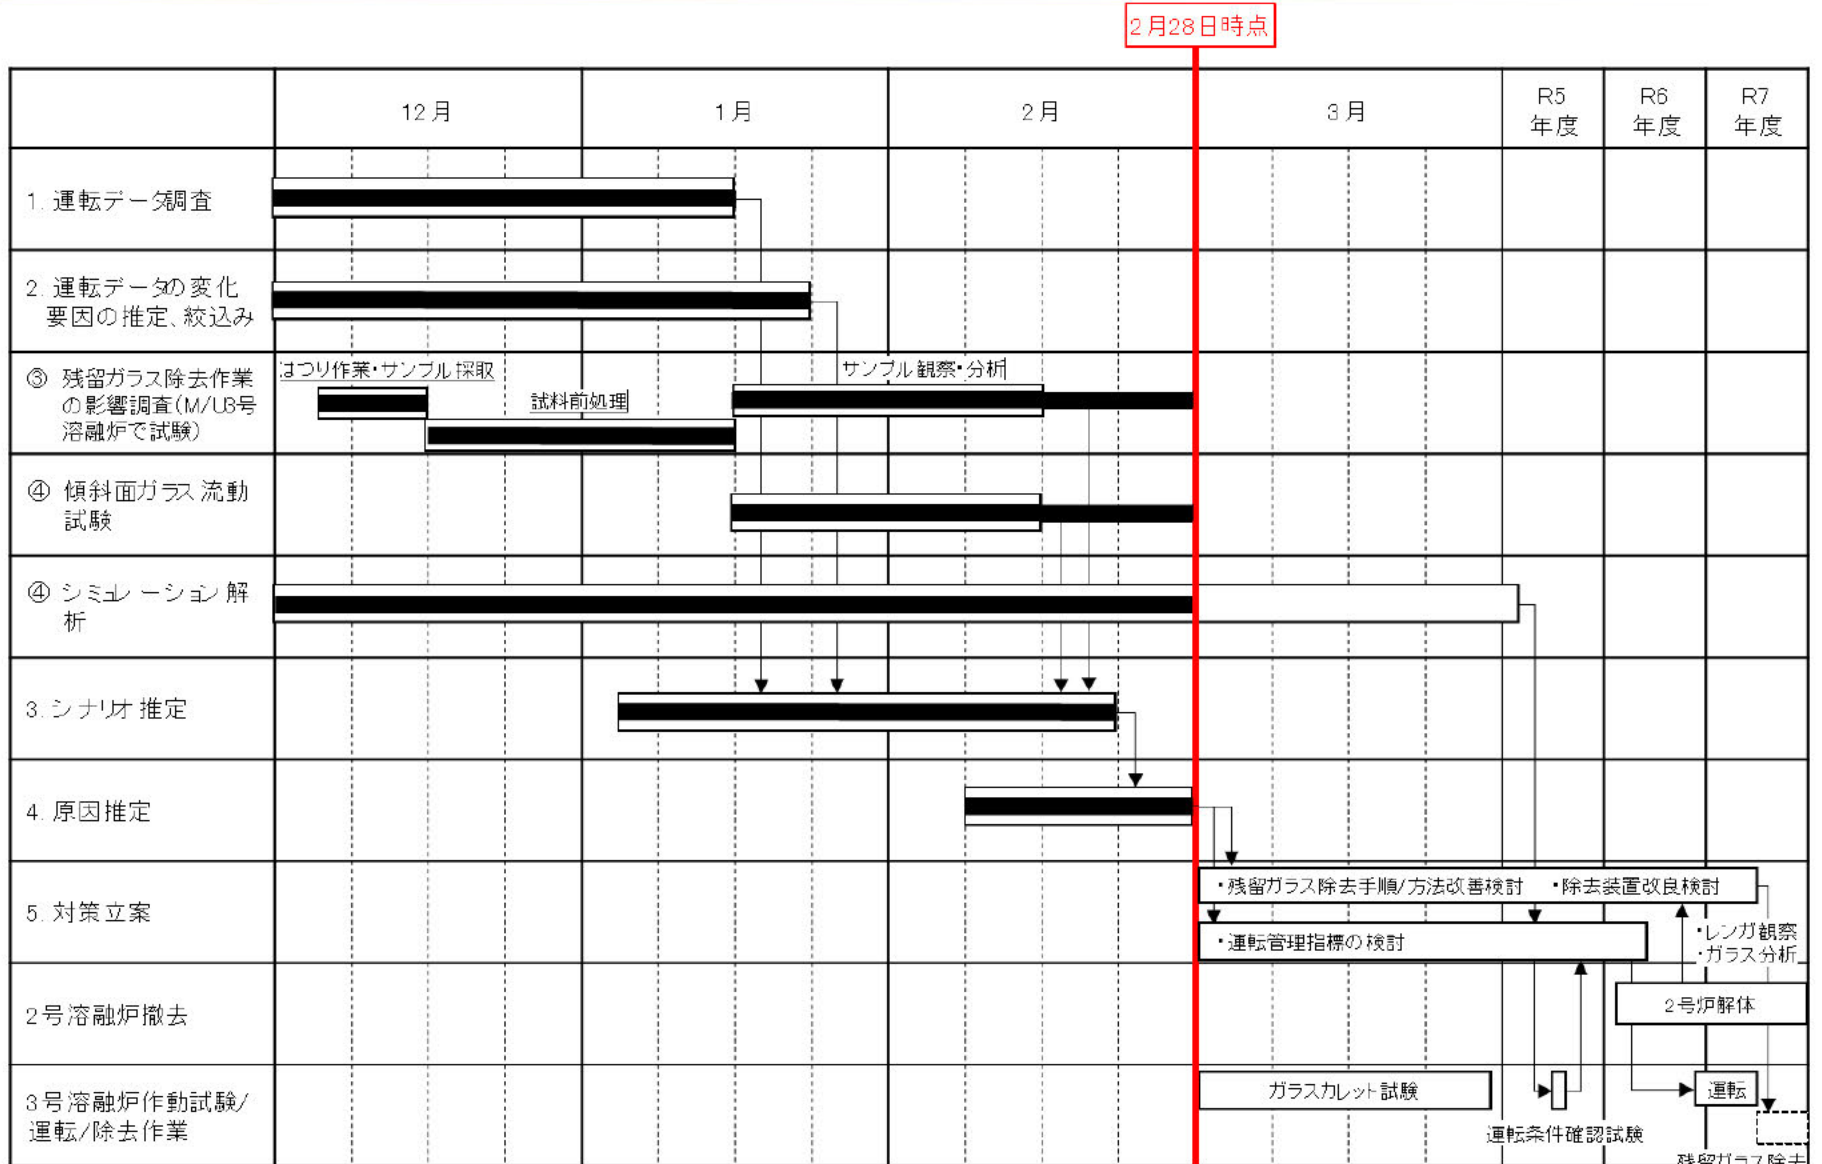 2月28日時点
12月
1月
2月
3月
R5
年度
R6
年度
R7
年度
1. 運転データ調査
2. 運転データの変化
要因の推定、絞込み
③ 残留ガラス除去作業
の影響調査(M/U3号
溶融炉で試験)
はつり作業・サンプル採取
試料前処理
サンプル観察・分析
④ 傾斜面ガラス流動
試験
④ シミュレーション解
析
3. シナリオ推定
4. 原因推定
5. 対策立案
・残留ガラス除去手順/方法改善検討 ・除去装置改良検討
・運転管理指標の検討
・レンガ観察
・ガラス分析
2号溶融炉撤去
2号炉解体
3号溶融炉作動試験/
運転/除去作業
ガラスカレット試験
運転
運転条件確認試験
残留ガラス除去